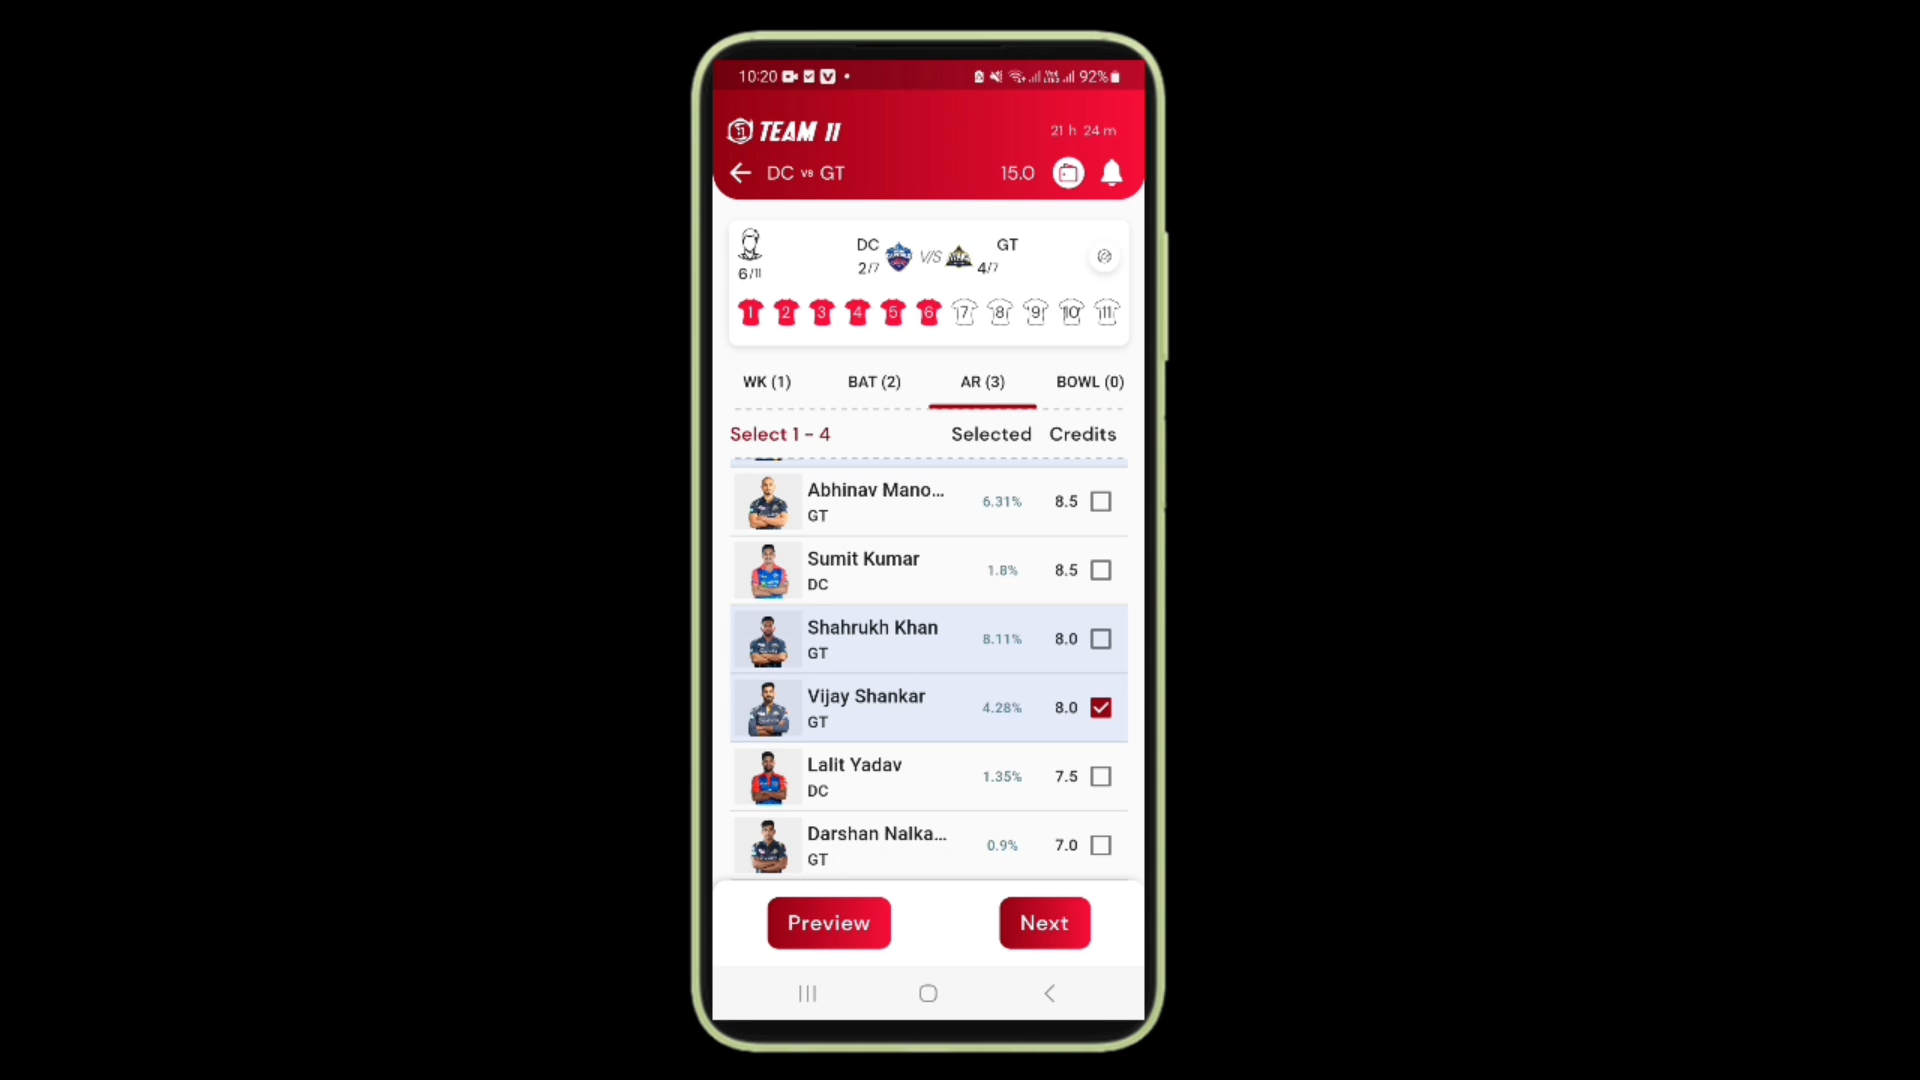 10:20 92%
TEAM 11 21 h 24 m
DC vs GT 15.0
DC V/S GT
6/11 2/7 4/7
1 2 3 4 5 6 7 8 9 10 11
WK (1) BAT (2) AR (3) BOWL (0)
Select 1 - 4 Selected Credits
Abhinav Mano... 6.31% 8.5
GT
Sumit Kumar 1.8% 8.5
DC
Shahrukh Khan 8.11% 8.0
GT
Vijay Shankar 4.28% 8.0
GT
Lalit Yadav 1.35% 7.5
DC
Darshan Nalka... 0.9% 7.0
GT
Preview Next